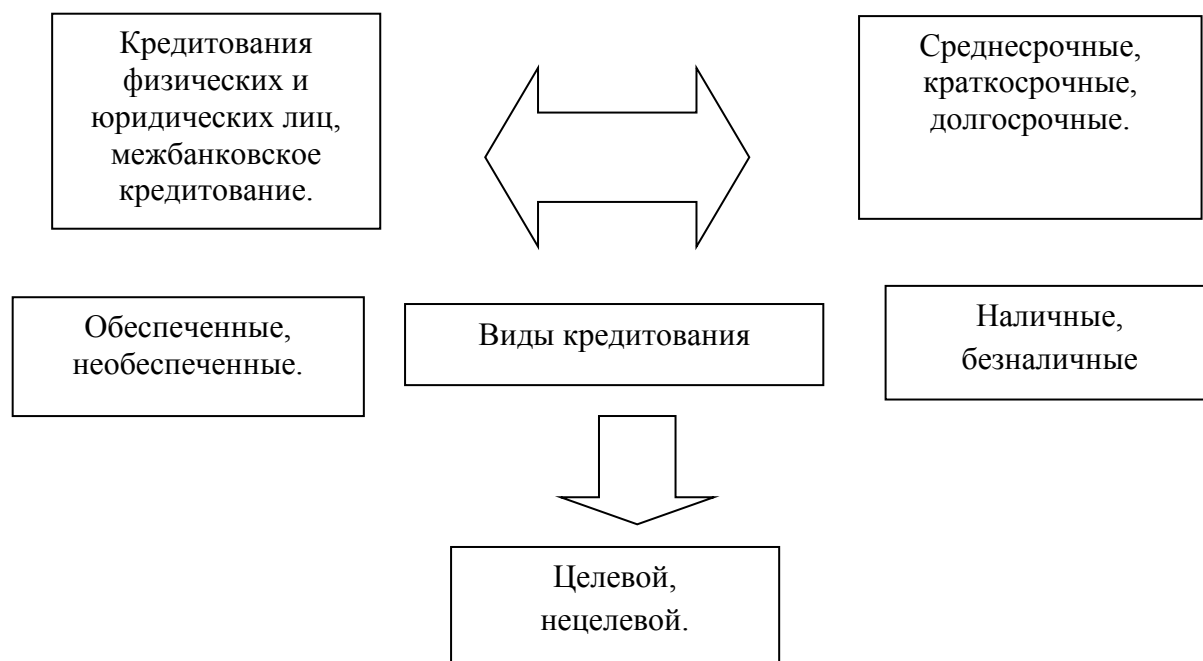 Кредитования
физических и
юридических лиц,
межбанковское
кредитование.
Среднесрочные,
краткосрочные,
долгосрочные.
Обеспеченные,
необеспеченные.
Виды кредитования
Наличные,
безналичные
Целевой,
нецелевой.